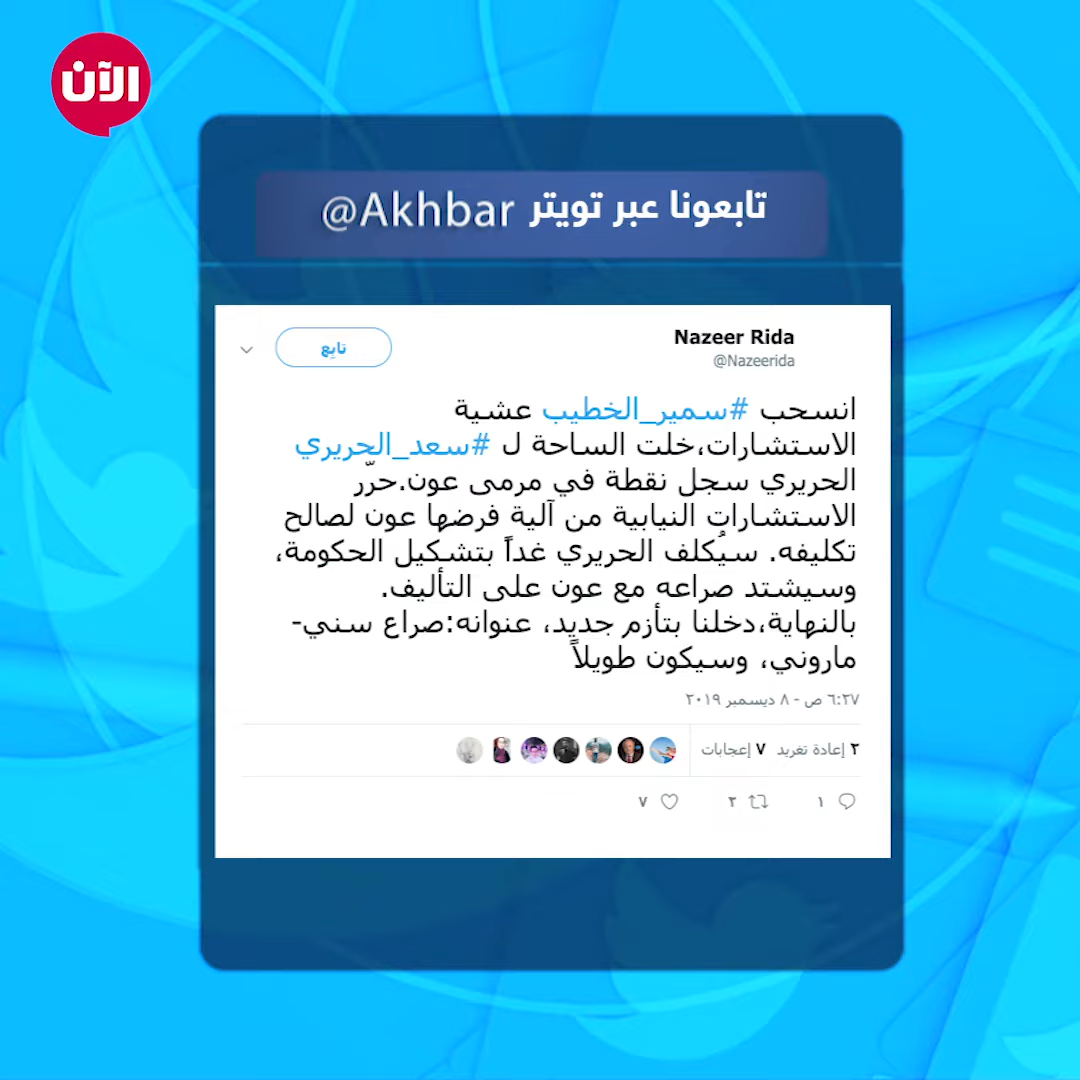 الآن
تابعونا عبر تويتر @Akhbar
Nazeer Rida
@Nazeerida
تابع
انسحب #سمير_الخطيب عشية
الاستشارات،خلت الساحة ل #سعد_الحريري
الحريري سجل نقطة في مرمى عون.حرّر
الاستشارات النيابية من آلية فرضها عون لصالح
تكليفه. سيُكلف الحريري غداً بتشكيل الحكومة،
وسيشتد صراعه مع عون على التأليف.
بالنهاية،دخلنا بتأزم جديد، عنوانه:صراع سني-
ماروني، وسيكون طويلاً
٦:٢٧ ص - ٨ ديسمبر ٢٠١٩
٢ إعادة تغريد ٧ إعجابات
١ ٢ ٧